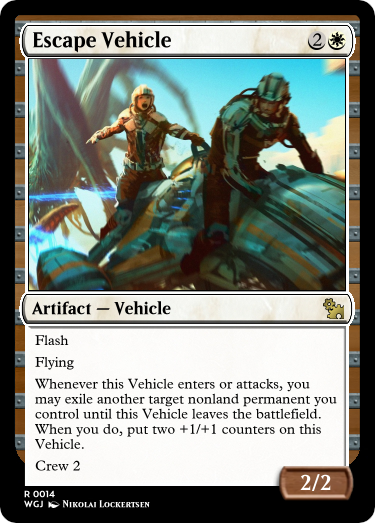 Escape Vehicle 2
Artifact — Vehicle
Flash
Flying
Whenever this Vehicle enters or attacks, you
may exile another target nonland permanent you
control until this Vehicle leaves the battlefield.
When you do, put two +1/+1 counters on this
Vehicle.
Crew 2
2/2
R 0014
WGJ Nikolai Lockertsen